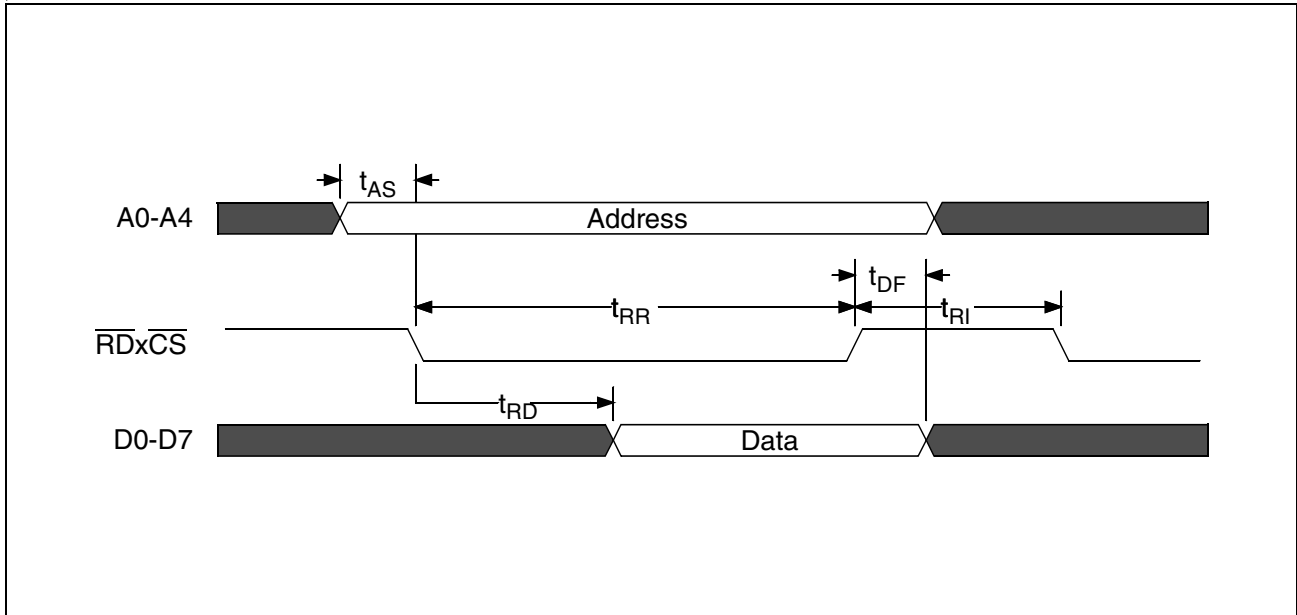 tAS
A0-A4
Address
tDF
tRR
tRI
RDxCS
tRD
D0-D7
Data